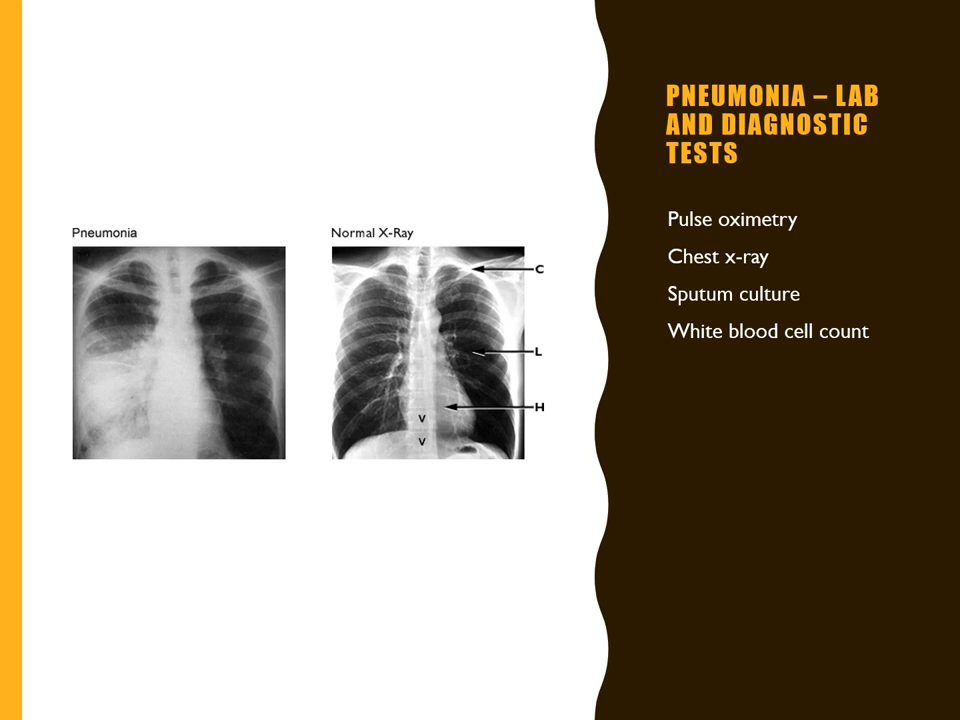 PNEUMONIA – LAB
AND DIAGNOSTIC
TESTS
Pulse oximetry
Chest x-ray
Sputum culture
White blood cell count
Pneumonia
Normal X-Ray
C
L
H
V
V